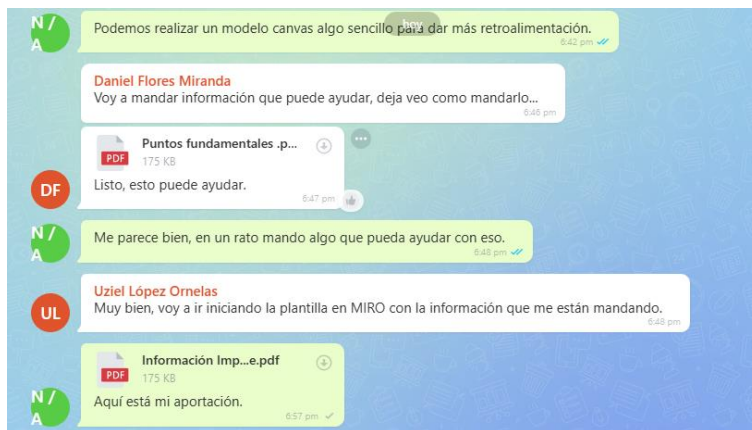 hoy
N /
A
Podemos realizar un modelo canvas algo sencillo para dar más retroalimentación.
6:42 pm
Daniel Flores Miranda
Voy a mandar información que puede ayudar, deja veo como mandarlo...
6:46 pm
PDF
Puntos fundamentales .p...
175 KB
DF
Listo, esto puede ayudar.
6:47 pm
N /
A
Me parece bien, en un rato mando algo que pueda ayudar con eso.
6:48 pm
Uziel López Ornelas
UL
Muy bien, voy a ir iniciando la plantilla en MIRO con la información que me están mandando.
6:48 pm
PDF
Información Imp...e.pdf
175 KB
N /
A
Aquí está mi aportación.
6:57 pm